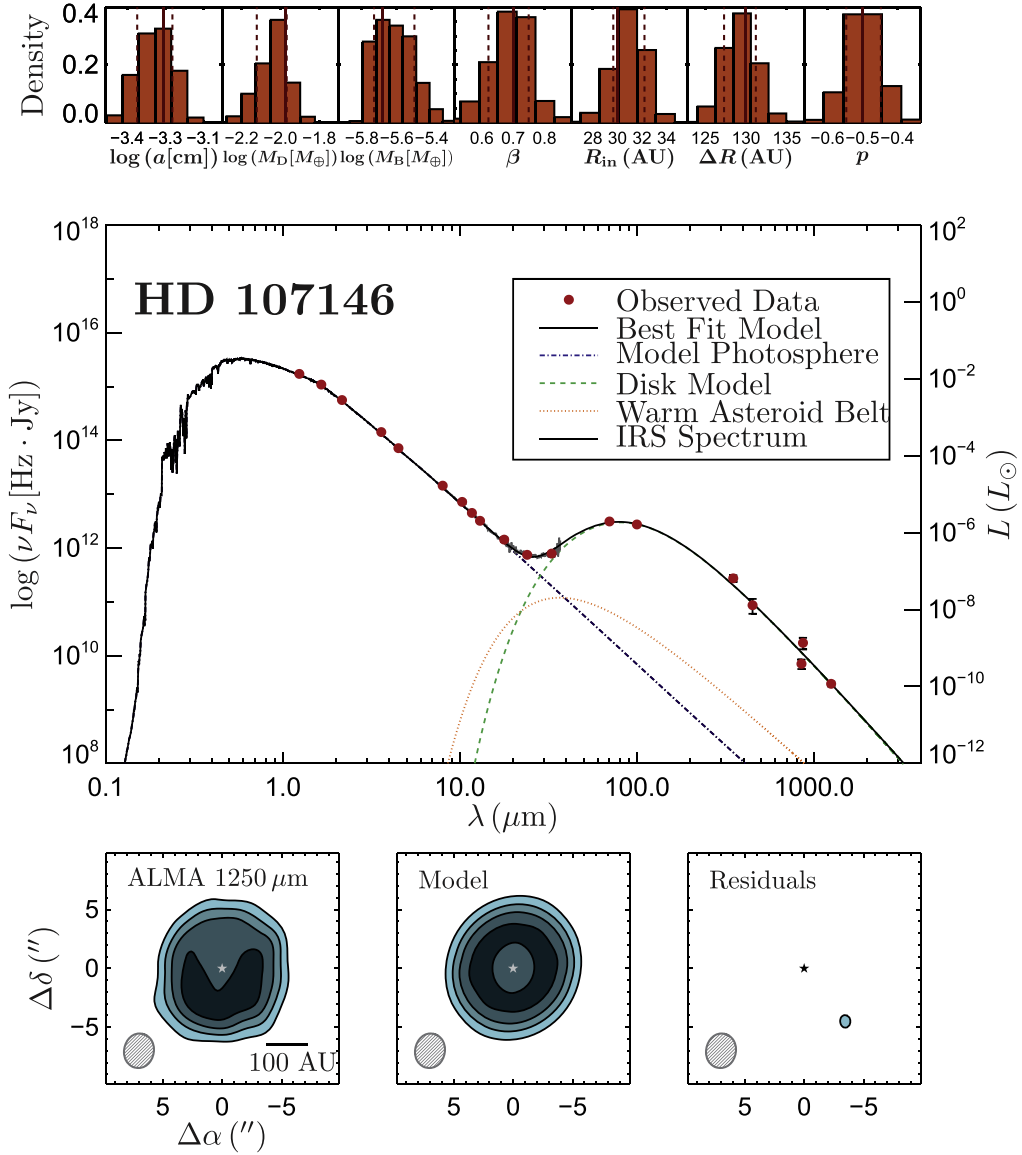 Density
0.4
0.2
0.0
−3.4 −3.3 −3.1 −2.2 −2.0 −1.8 −5.8 −5.6 −5.4 0.6 0.7 0.8 28 30 32 34 125 130 135 −0.6 −0.5 −0.4
log (a[cm]) log (M_D[M_⊕]) log (M_B[M_⊕]) β R_in (AU) ΔR (AU) p
HD 107146
Observed Data
Best Fit Model
Model Photosphere
Disk Model
Warm Asteroid Belt
IRS Spectrum
log (νF_ν [Hz · Jy])
10^18
10^16
10^14
10^12
10^10
10^8
L (L_⊙)
10^2
10^0
10^−2
10^−4
10^−6
10^−8
10^−10
10^−12
0.1 1.0 10.0 100.0 1000.0
λ (μm)
ALMA 1250 μm
Model
Residuals
Δδ (″)
5
0
−5
100 AU
5 0 −5 5 0 −5 5 0 −5
Δα (″)